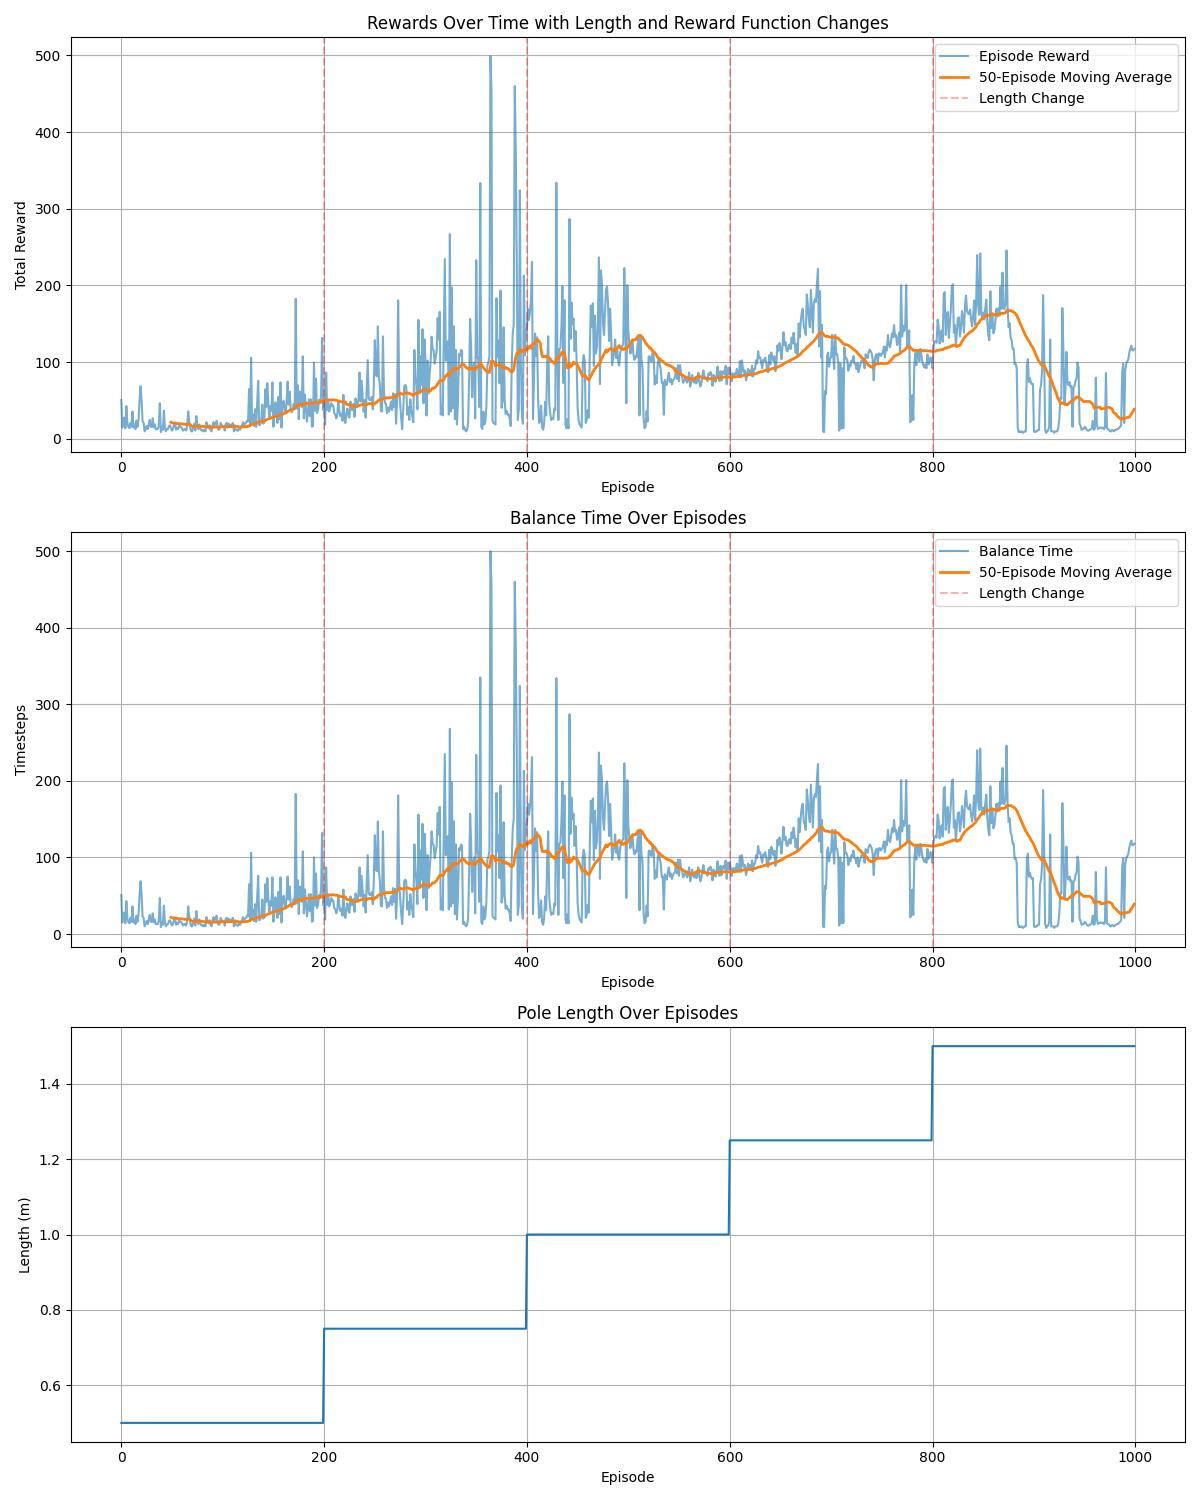 Rewards Over Time with Length and Reward Function Changes
500
400
300
200
100
0
Total Reward
Episode Reward
50-Episode Moving Average
Length Change
0 200 400 600 800 1000
Episode
Balance Time Over Episodes
500
400
300
200
100
0
Timesteps
Balance Time
50-Episode Moving Average
Length Change
0 200 400 600 800 1000
Episode
Pole Length Over Episodes
1.4
1.2
1.0
0.8
0.6
Length (m)
0 200 400 600 800 1000
Episode